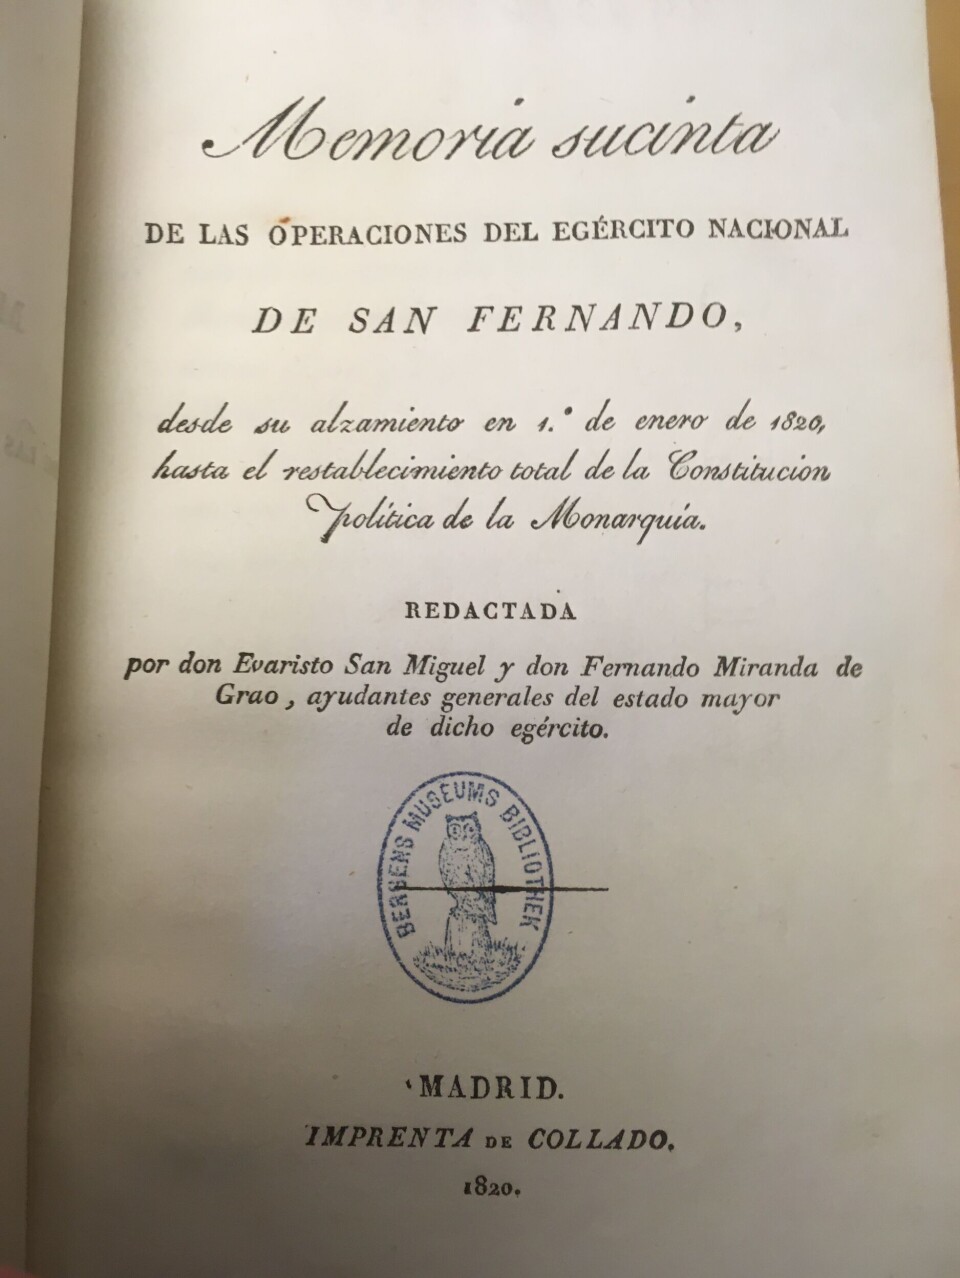 Memoria sucinta
DE LAS OPERACIONES DEL EGÉRCITO NACIONAL
DE SAN FERNANDO,
desde su alzamiento en 1.º de enero de 1820,
hasta el restablecimiento total de la Constitucion
Política de la Monarquía.
REDACTADA
por don Evaristo San Miguel y don Fernando Miranda de
Grao, ayudantes generales del estado mayor
de dicho egército.
BERGENS MUSEUMS BIBLIOTHEK
MADRID.
IMPRENTA DE COLLADO.
1820.